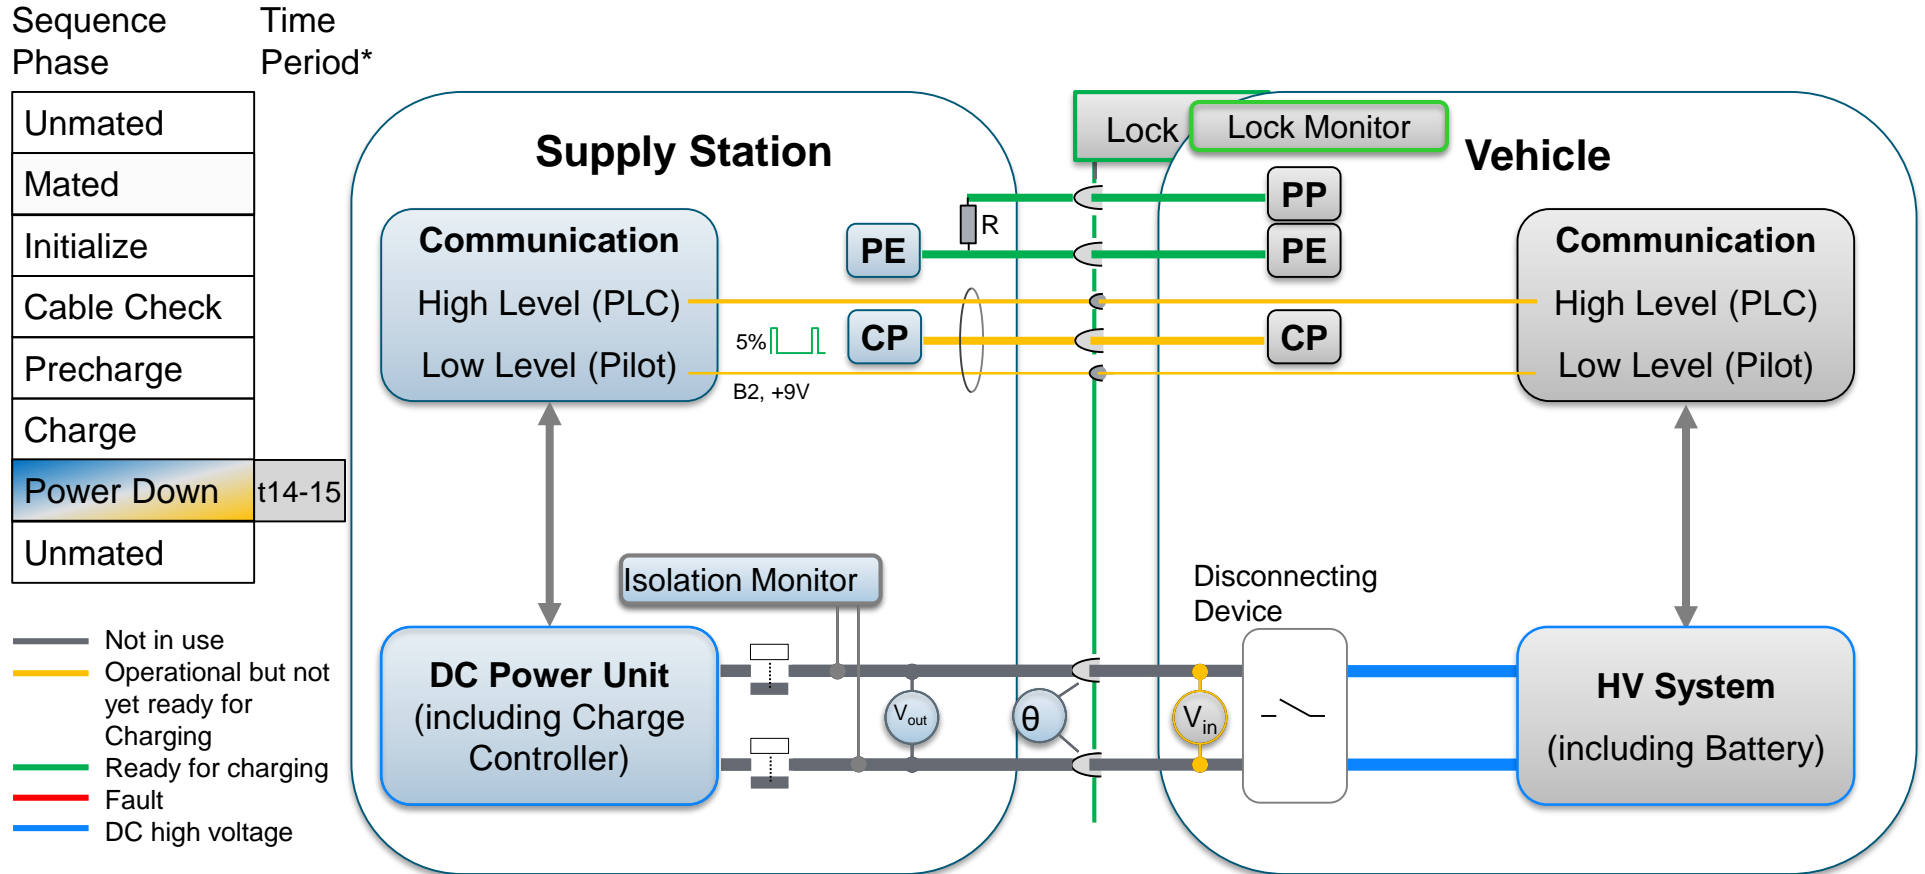 Sequence
Phase
Time
Period*
Unmated
Mated
Initialize
Cable Check
Precharge
Charge
Power Down
t14-15
Unmated
Not in use
Operational but not
yet ready for
Charging
Ready for charging
Fault
DC high voltage
Supply Station
Communication
High Level (PLC)
Low Level (Pilot)
PE
R
5%
CP
B2, +9V
Isolation Monitor
DC Power Unit
(including Charge
Controller)
Vout
θ
Lock
Lock Monitor
Vehicle
PP
PE
CP
Communication
High Level (PLC)
Low Level (Pilot)
Disconnecting
Device
Vin
HV System
(including Battery)